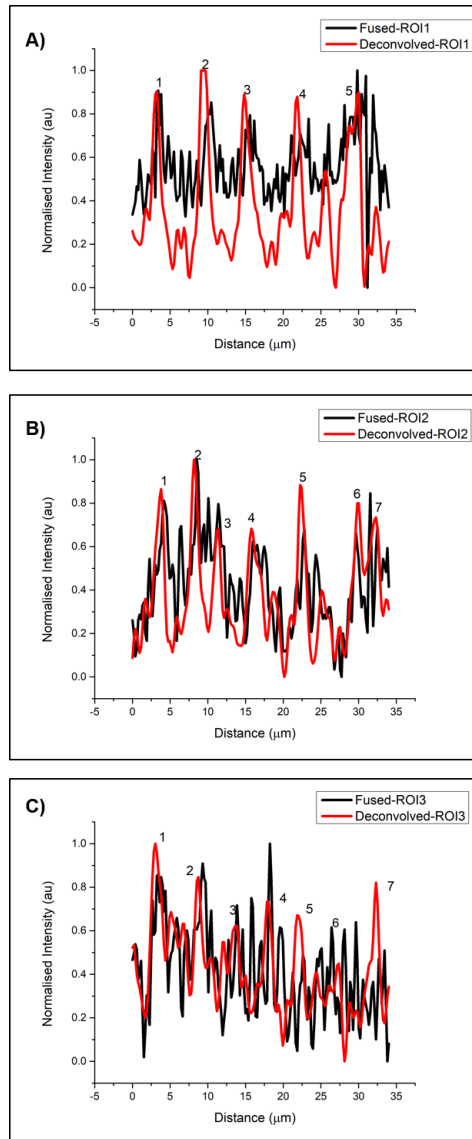 A)
Fused-ROI1
Deconvolved-ROI1
1 2 3 4 5
Normalised Intensity (au)
1.0
0.8
0.6
0.4
0.2
0.0
-5 0 5 10 15 20 25 30 35
Distance (μm)
B)
Fused-ROI2
Deconvolved-ROI2
1 2 3 4 5 6 7
Normalised Intensity (au)
1.0
0.8
0.6
0.4
0.2
0.0
-5 0 5 10 15 20 25 30 35
Distance (μm)
C)
Fused-ROI3
Deconvolved-ROI3
1 2 3 4 5 6 7
Normalised Intensity (au)
1.0
0.8
0.6
0.4
0.2
0.0
-5 0 5 10 15 20 25 30 35
Distance (μm)